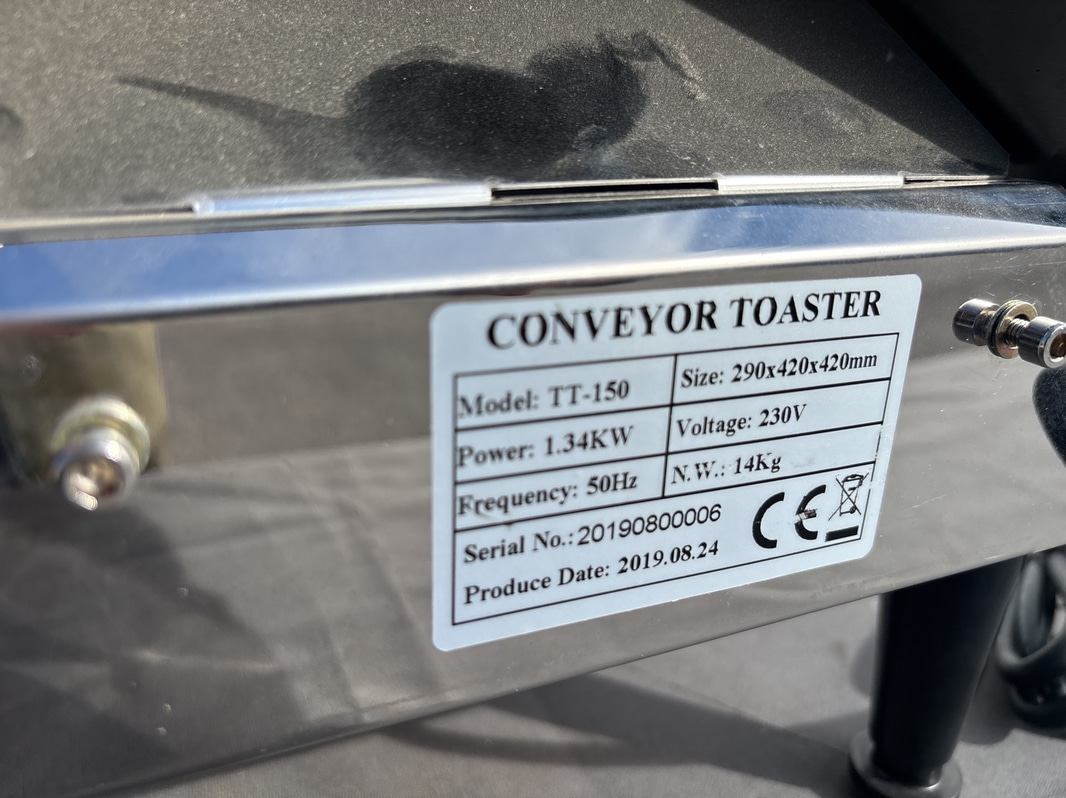 CONVEYOR TOASTER
Model: TT-150 Size: 290x420x420mm
Power: 1.34KW Voltage: 230V
Frequency: 50Hz N.W.: 14Kg
Serial No.: 20190800006
Produce Date: 2019.08.24
CE